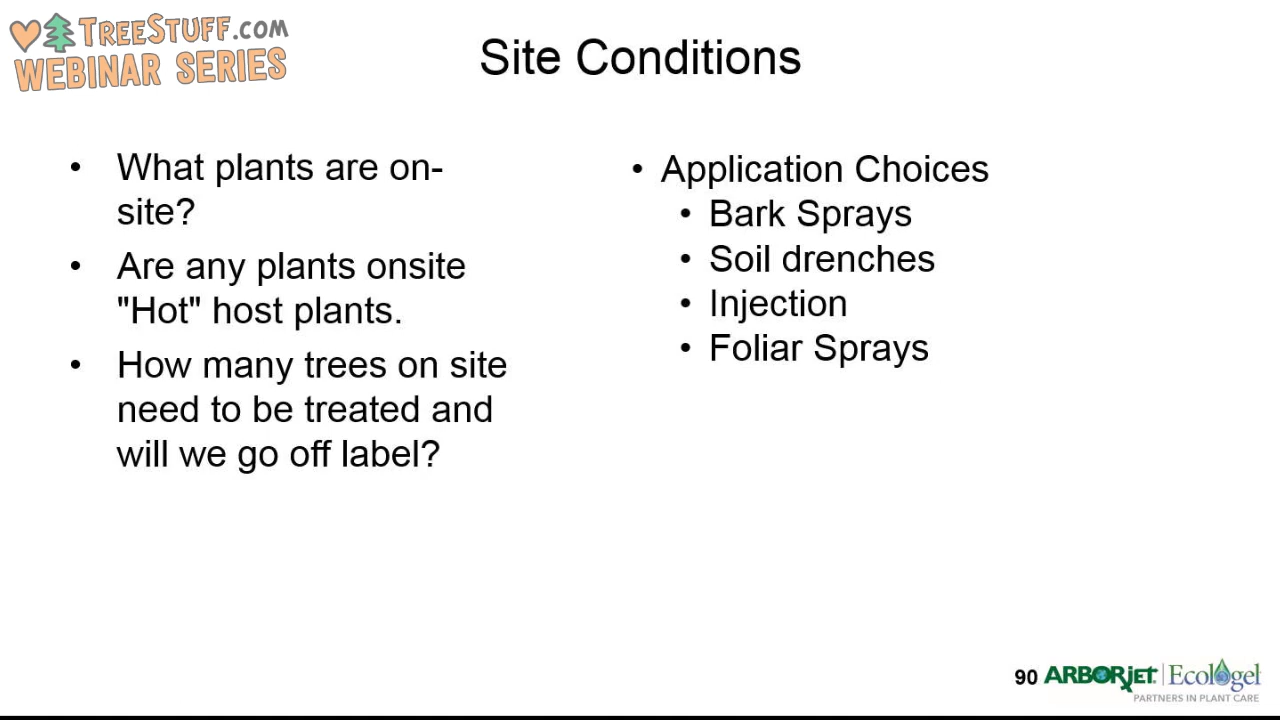 TREESTUFF.COM
WEBINAR SERIES
Site Conditions
• What plants are on-
site?
• Are any plants onsite
"Hot" host plants.
• How many trees on site
need to be treated and
will we go off label?
• Application Choices
• Bark Sprays
• Soil drenches
• Injection
• Foliar Sprays
90 ARBORjET Ecologel
PARTNERS IN PLANT CARE